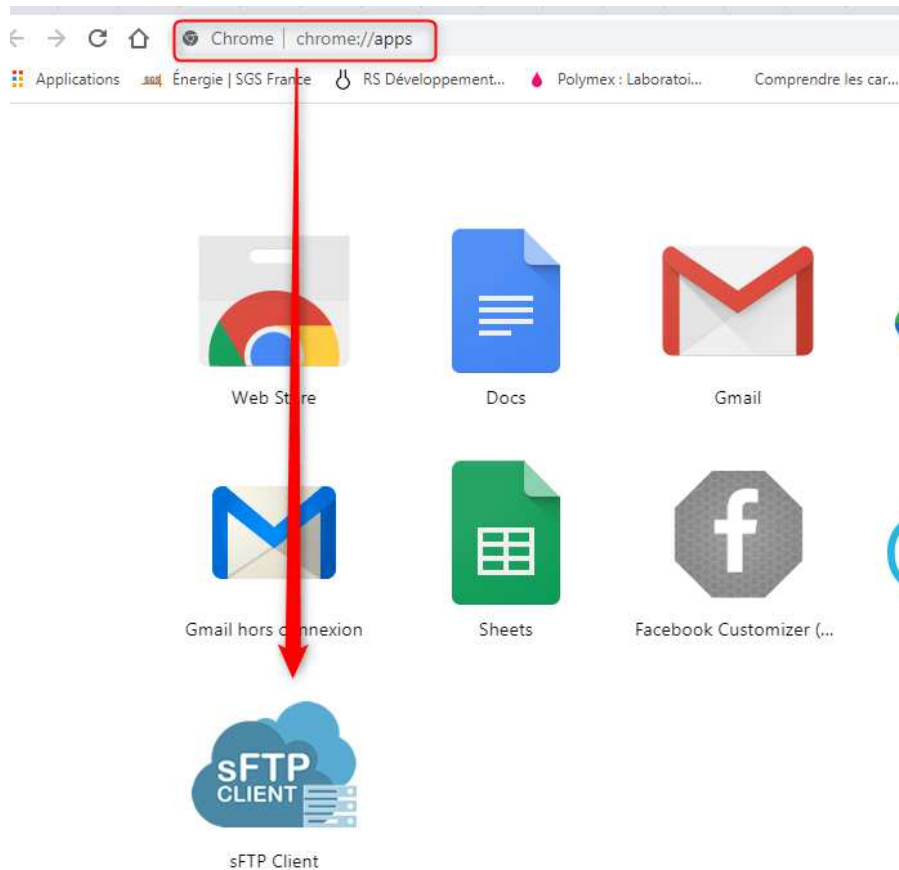 Chrome | chrome://apps
Applications SGS Énergie | SGS France RS Développement... Polymex : Laboratoi... Comprendre les car...
Web Store Docs Gmail
Gmail hors connexion Sheets Facebook Customizer (...
sFTP
CLIENT
sFTP Client